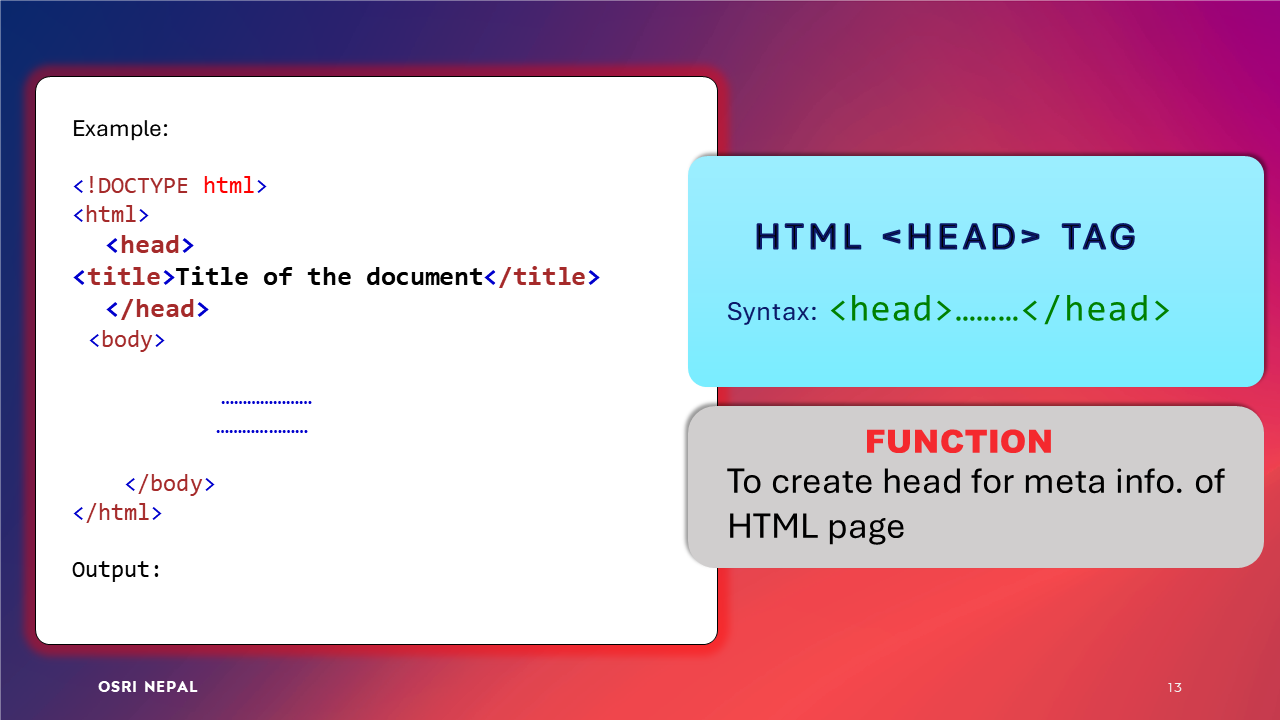 Example:
<!DOCTYPE html>
<html>
<head>
<title>Title of the document</title>
</head>
<body>
.....................
.....................
</body>
</html>
Output:
HTML <HEAD> TAG
Syntax: <head>………</head>
FUNCTION
To create head for meta info. of
HTML page
OSRI NEPAL
13